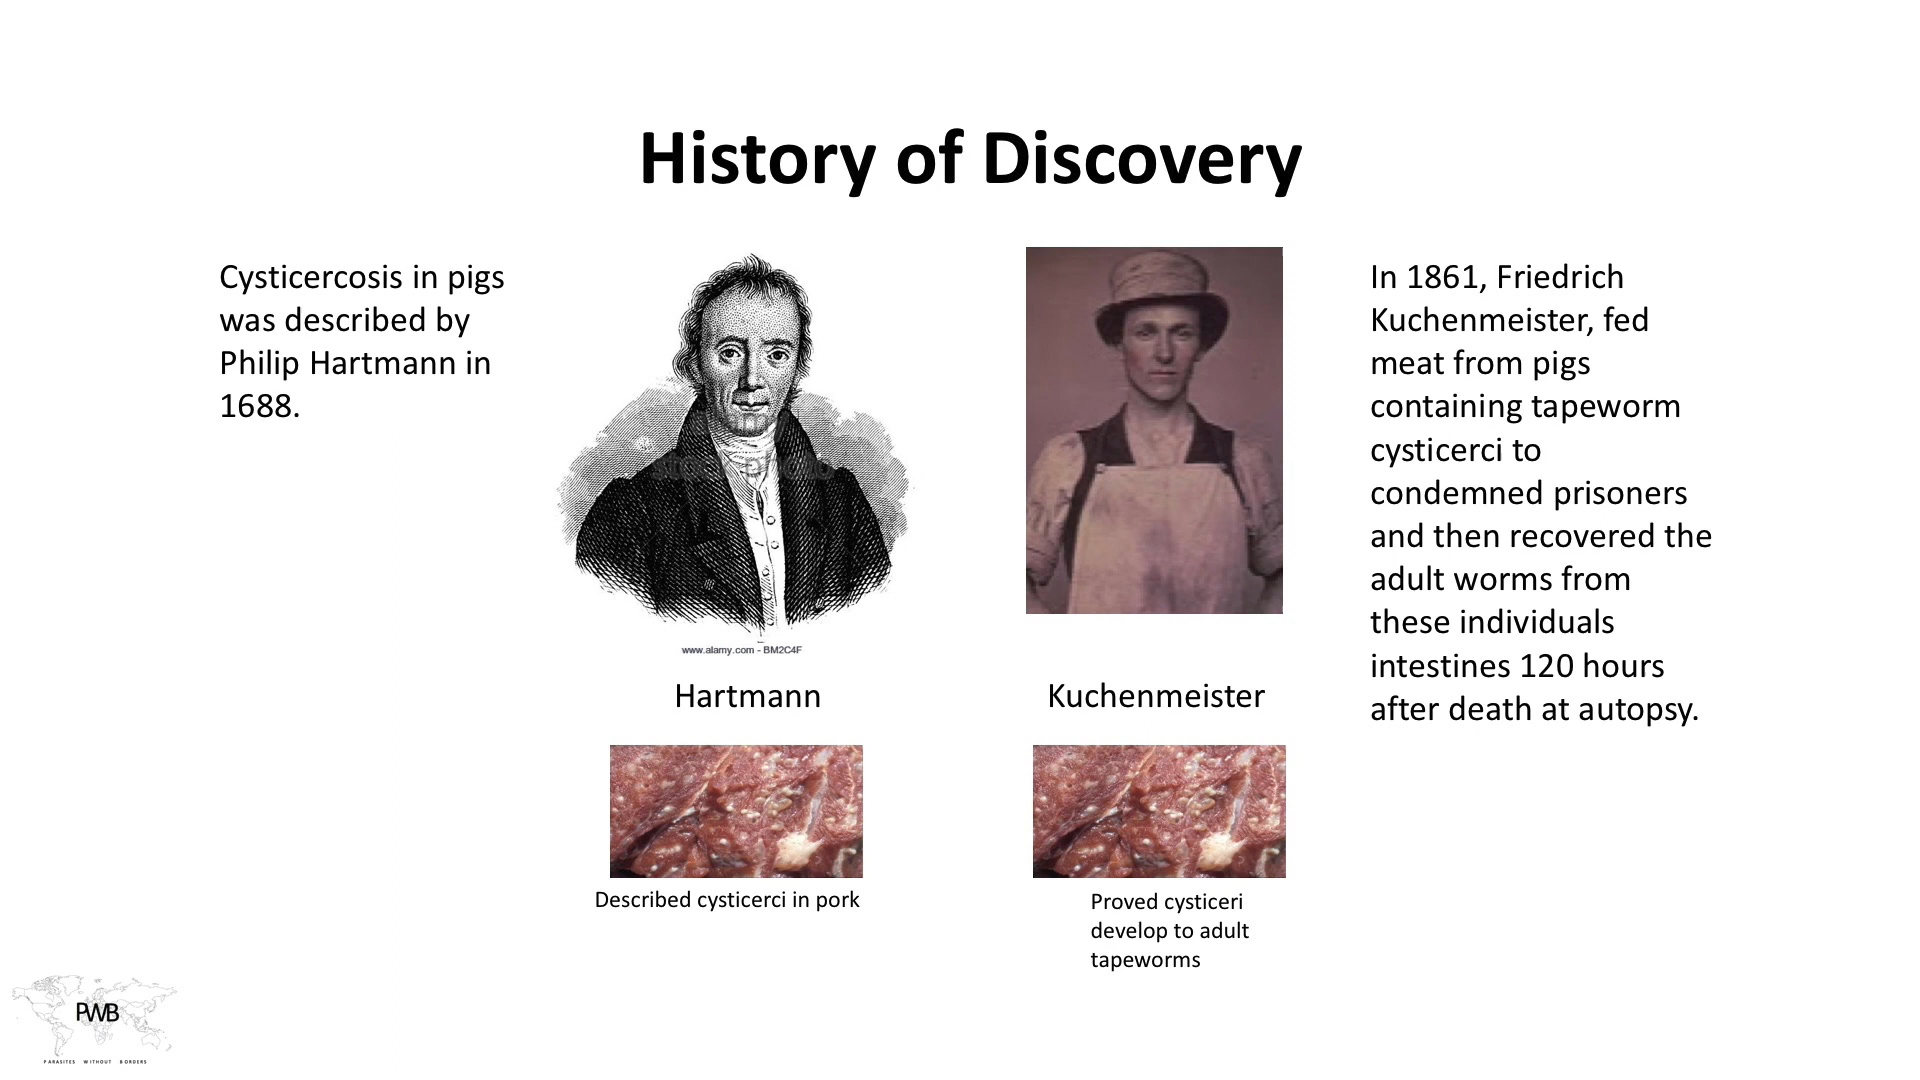 History of Discovery
Cysticercosis in pigs
was described by
Philip Hartmann in
1688.
stock photo
www.alamy.com - BM2C4F
Hartmann
Described cysticerci in pork
Kuchenmeister
Proved cysticeri
develop to adult
tapeworms
In 1861, Friedrich
Kuchenmeister, fed
meat from pigs
containing tapeworm
cysticerci to
condemned prisoners
and then recovered the
adult worms from
these individuals
intestines 120 hours
after death at autopsy.
PWB
PARASITES WITHOUT BORDERS